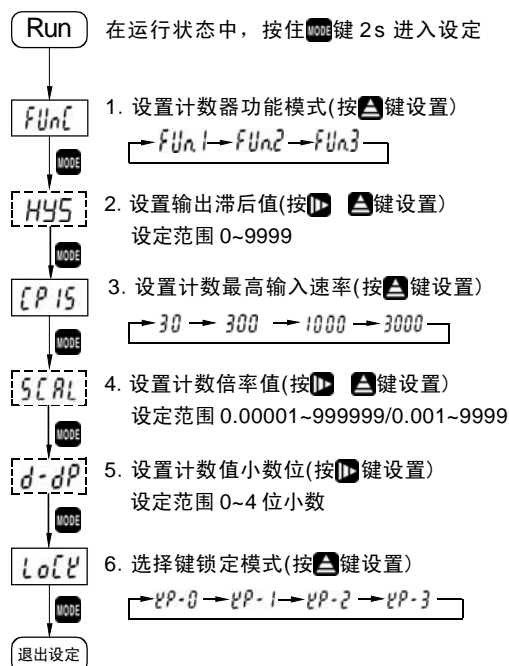 Run 在运行状态中，按住MODE键 2s 进入设定
FUnC 1. 设置计数器功能模式(按键设置)
FUn.1 FUn.2 FUn.3
MODE
HYS 2. 设置输出滞后值(按 键设置)
设定范围 0~9999
MODE
CP1S 3. 设置计数最高输入速率(按键设置)
30 300 1000 3000
MODE
SCAL 4. 设置计数倍率值(按 键设置)
设定范围 0.00001~999999/0.001~9999
MODE
d-dP 5. 设置计数值小数位(按键设置)
设定范围 0~4 位小数
MODE
LoCK 6. 选择键锁定模式(按键设置)
KP-0 KP-1 KP-2 KP-3
MODE
退出设定